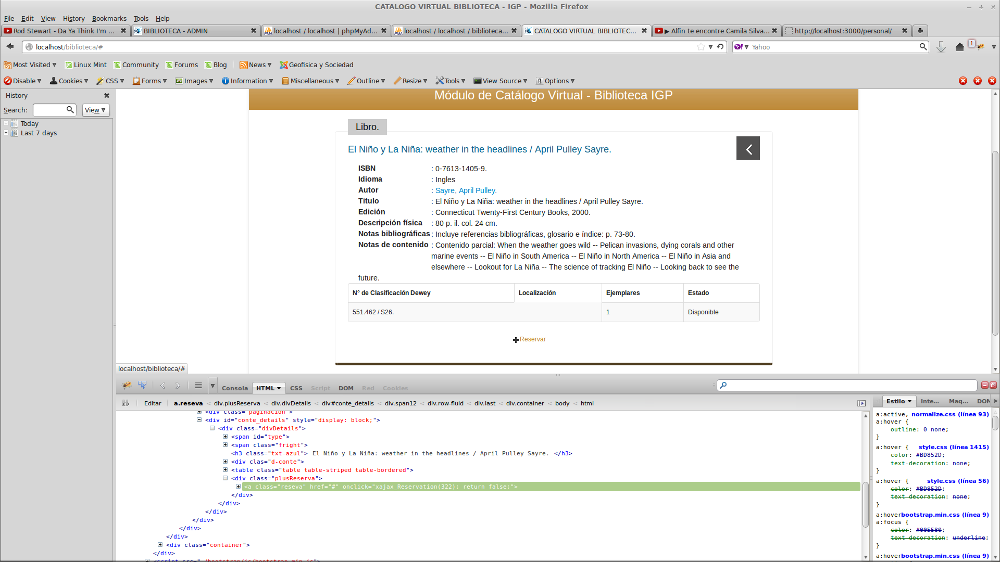 CATALOGO VIRTUAL BIBLIOTECA - IGP - Mozilla Firefox
File Edit View History Bookmarks Tools Help
Rod Stewart - Da Ya Think I'm ...
BIBLIOTECA - ADMIN
localhost / localhost | phpMyAd...
localhost / localhost / biblioteca...
CATALOGO VIRTUAL BIBLIOTEC...
▶ Alfin te encontre Camila Silva...
http://localhost:3000/personal/
localhost/biblioteca/#
Yahoo
1
Most Visited Linux Mint Community Forums Blog News Geofisica y Sociedad
Disable Cookies CSS Forms Images Information Miscellaneous Outline Resize Tools View Source Options
History
Search: View
Today
Last 7 days
Módulo de Catálogo Virtual - Biblioteca IGP
Libro.
El Niño y La Niña: weather in the headlines / April Pulley Sayre.
ISBN : 0-7613-1405-9.
Idioma : Ingles
Autor : Sayre, April Pulley.
Titulo : El Niño y La Niña: weather in the headlines / April Pulley Sayre.
Edición : Connecticut Twenty-First Century Books, 2000.
Descripción física : 80 p. il. col. 24 cm.
Notas bibliográficas : Incluye referencias bibliográficas, glosario e índice: p. 73-80.
Notas de contenido : Contenido parcial: When the weather goes wild -- Pelican invasions, dying corals and other
marine events -- El Niño in South America -- El Niño in North America -- El Niño in Asia and
elsewhere -- Lookout for La Niña -- The science of tracking El Niño -- Looking back to see the
future.
N° de Clasificación Dewey Localización Ejemplares Estado
551.462 / S26. 1 Disponible
Reservar
localhost/biblioteca/#
Consola HTML CSS Script DOM Red Cookies
Editar a.reseva < div.plusReserva < div.divDetails < div#conte_details < div.span12 < div.row-fluid < div.last < div.container < body < html
<div class="paginacion">
<div id="conte_details" style="display: block;">
<div class="divDetails">
<span id="type">
<span class="fright">
<h3 class="txt-azul"> El Niño y La Niña: weather in the headlines / April Pulley Sayre. </h3>
<div class="d-conte">
<table class="table table-striped table-bordered">
<div class="plusReserva">
<a class="reseva" href="#" onclick="xajax_Reservation(322); return false;">
</div>
</div>
</div>
</div>
</div>
</div>
<div class="container">
</div>
<script src="./bootstrap/js/bootstrap.min.js">
Estilo Inte... Maq... DOM
a:active, normalize.css (línea 93)
a:hover {
outline: 0 none;
}
a:hover { style.css (línea 1415)
color: #BD852D;
text-decoration: none;
}
a:hover { style.css (línea 56)
color: #BD852D;
text-decoration: none;
}
a:hover, bootstrap.min.css (línea 9)
a:focus {
color: #005580;
text-decoration: underline;
}
a:hover, bootstrap.min.css (línea 9)